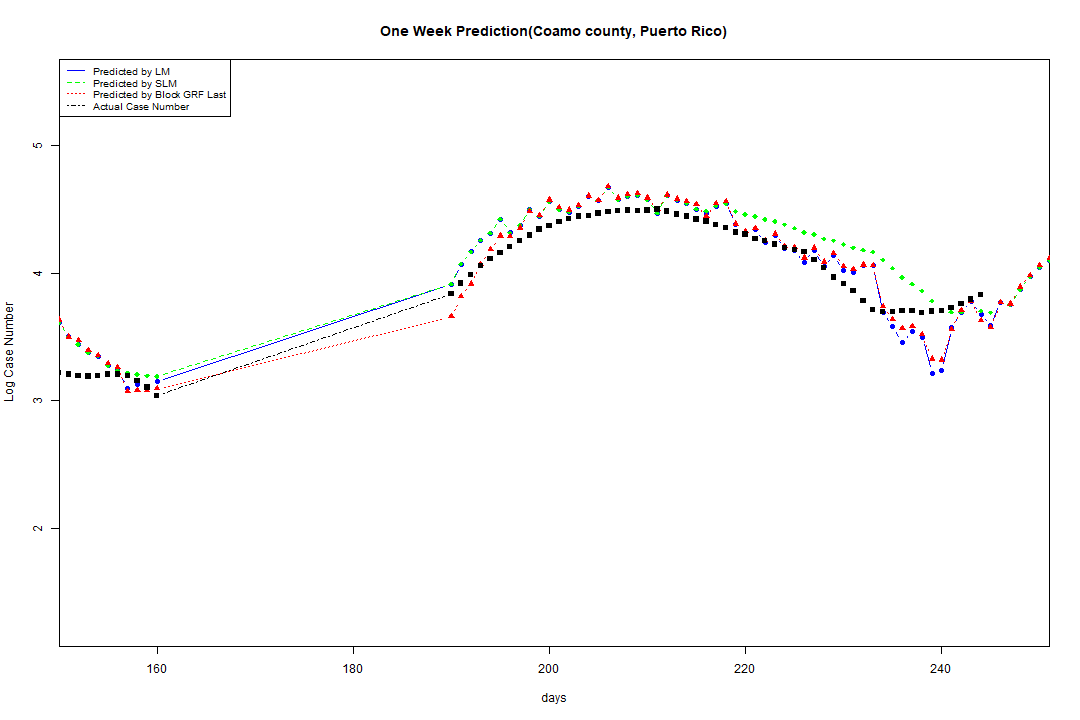 One Week Prediction(Coamo county, Puerto Rico)
Predicted by LM
Predicted by SLM
Predicted by Block GRF Last
Actual Case Number
5
4
3
2
Log Case Number
160 180 200 220 240
days